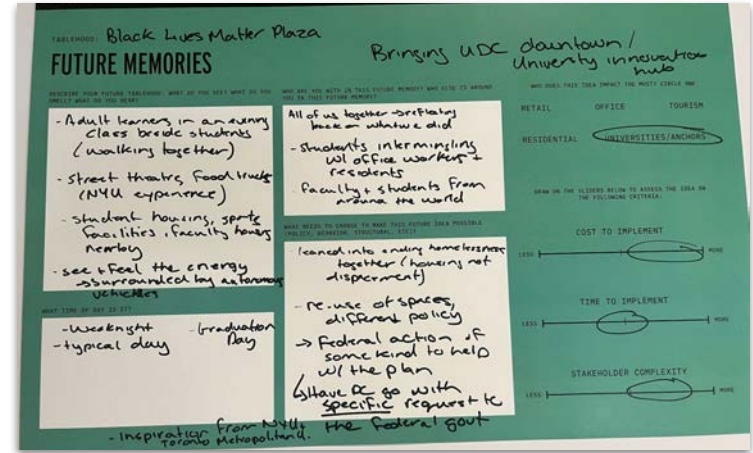 TABLEHOOD: Black Lives Matter Plaza
FUTURE MEMORIES
Bringing UDC downtown /
University innovation
hub
DESCRIBE YOUR FUTURE TABLEHOOD: WHAT DO YOU SEE? WHAT DO YOU
SMELL? WHAT DO YOU HEAR?
- Adult learners in an evening
class beside students
(walking together)
- street theatre, food trucks
(NYU experience)
- student housing, sports
facilities, faculty housing
nearby
- see + feel the energy
→ surrounded by autonomous
vehicles
WHAT TIME OF DAY IS IT?
- Weeknight
- typical day
- Graduation
Day
WHO ARE YOU WITH IN THIS FUTURE MEMORY? WHO ELSE IS AROUND
YOU IN THIS FUTURE MEMORY?
All of us together → reflecting
back on what we did
- students intermingling
w/ office workers +
residents
- faculty + students from
around the world
WHAT NEEDS TO CHANGE TO MAKE THIS FUTURE IDEA POSSIBLE
(POLICY, BEHAVIOR, STRUCTURAL, ETC)?
- leaned into ending homelessness
together (housing not
disperment)
- re-use of spaces,
different policy
→ Federal action of
some kind to help
w/ the plan
↳ Have DC go with
specific request to
the federal govt
- Inspiration from NYU +
Toronto Metropolitan U.
WHO DOES THIS IDEA IMPACT THE MOST? CIRCLE ONE
RETAIL OFFICE TOURISM
RESIDENTIAL UNIVERSITIES/ANCHORS
DRAW ON THE SLIDERS BELOW TO ASSESS THE IDEA ON
THE FOLLOWING CRITERIA.
COST TO IMPLEMENT
LESS MORE
TIME TO IMPLEMENT
LESS MORE
STAKEHOLDER COMPLEXITY
LESS MORE